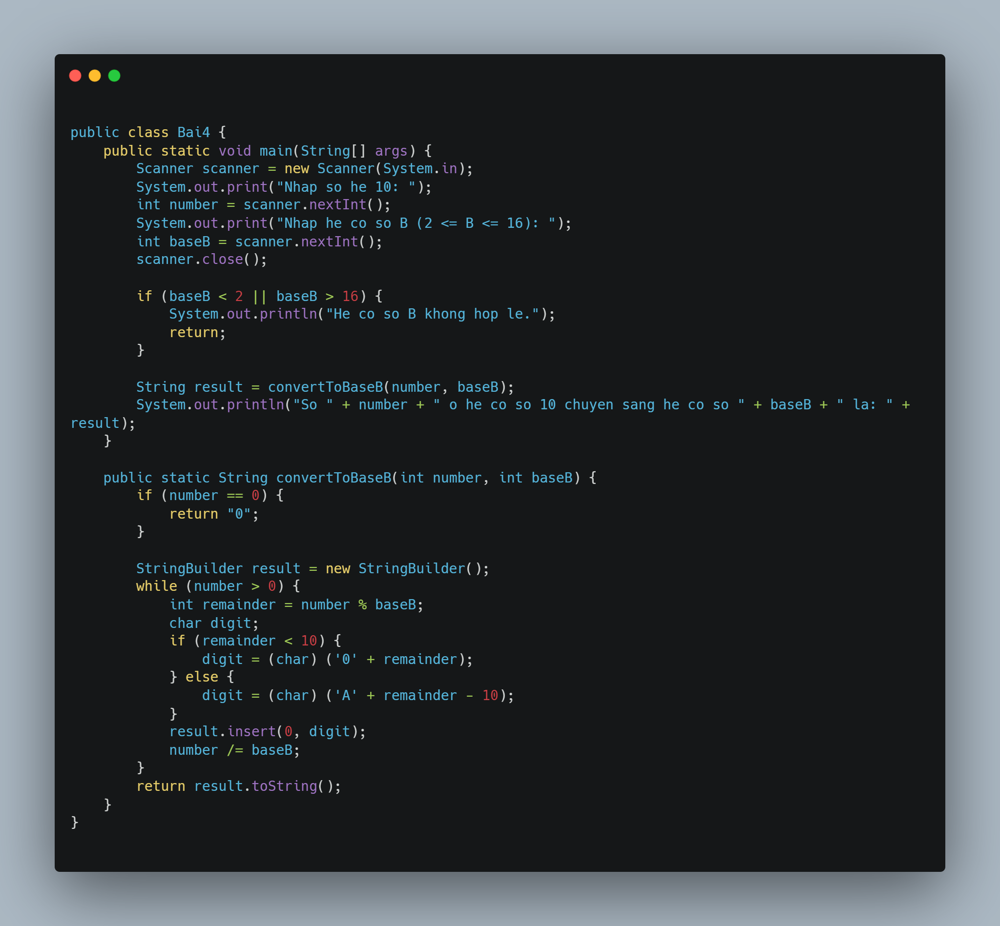 public class Bai4 {
    public static void main(String[] args) {
        Scanner scanner = new Scanner(System.in);
        System.out.print("Nhap so he 10: ");
        int number = scanner.nextInt();
        System.out.print("Nhap he co so B (2 <= B <= 16): ");
        int baseB = scanner.nextInt();
        scanner.close();

        if (baseB < 2 || baseB > 16) {
            System.out.println("He co so B khong hop le.");
            return;
        }

        String result = convertToBaseB(number, baseB);
        System.out.println("So " + number + " o he co so 10 chuyen sang he co so " + baseB + " la: " +
result);
    }

    public static String convertToBaseB(int number, int baseB) {
        if (number == 0) {
            return "0";
        }

        StringBuilder result = new StringBuilder();
        while (number > 0) {
            int remainder = number % baseB;
            char digit;
            if (remainder < 10) {
                digit = (char) ('0' + remainder);
            } else {
                digit = (char) ('A' + remainder - 10);
            }
            result.insert(0, digit);
            number /= baseB;
        }
        return result.toString();
    }
}